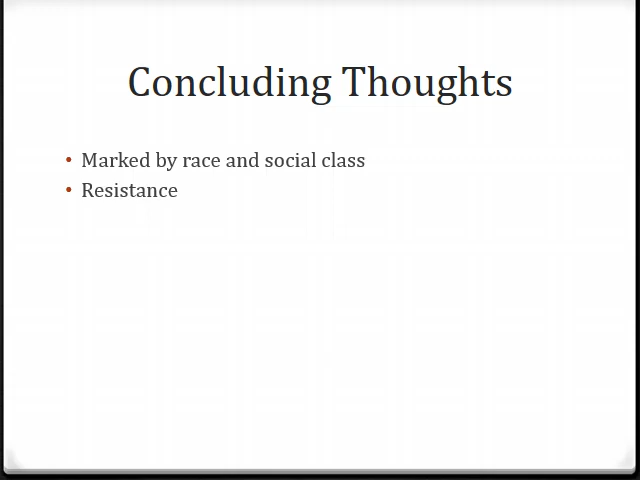 Concluding Thoughts
• Marked by race and social class
• Resistance